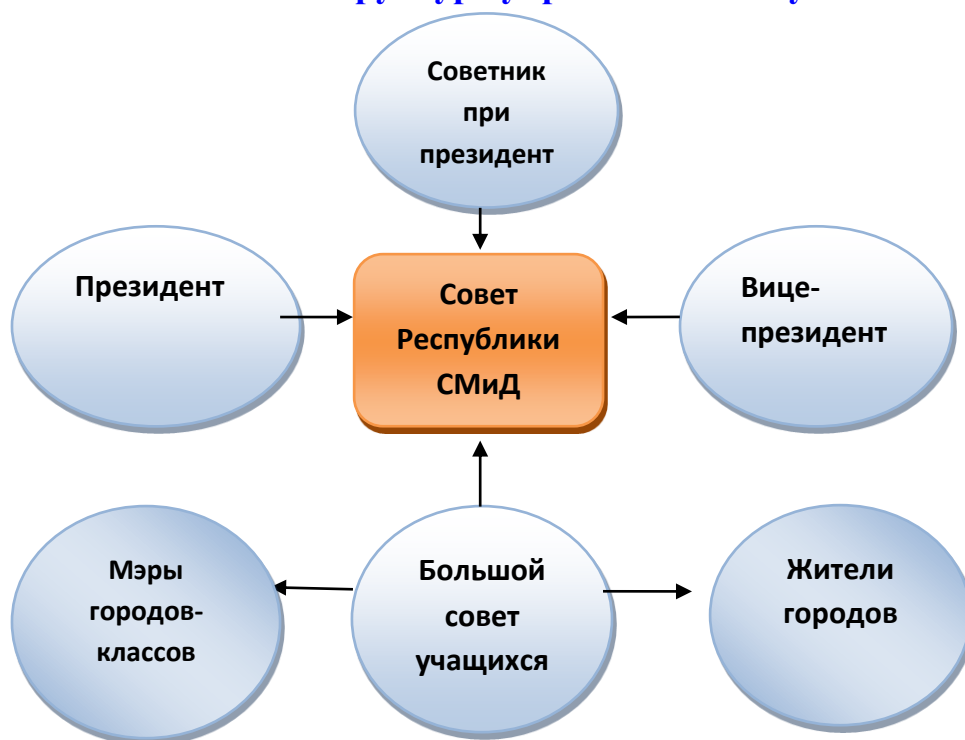 Советник
при
президент
Президент
Совет
Республики
СМиД
Вице-
президент
Мэры
городов-
классов
Большой
совет
учащихся
Жители
городов